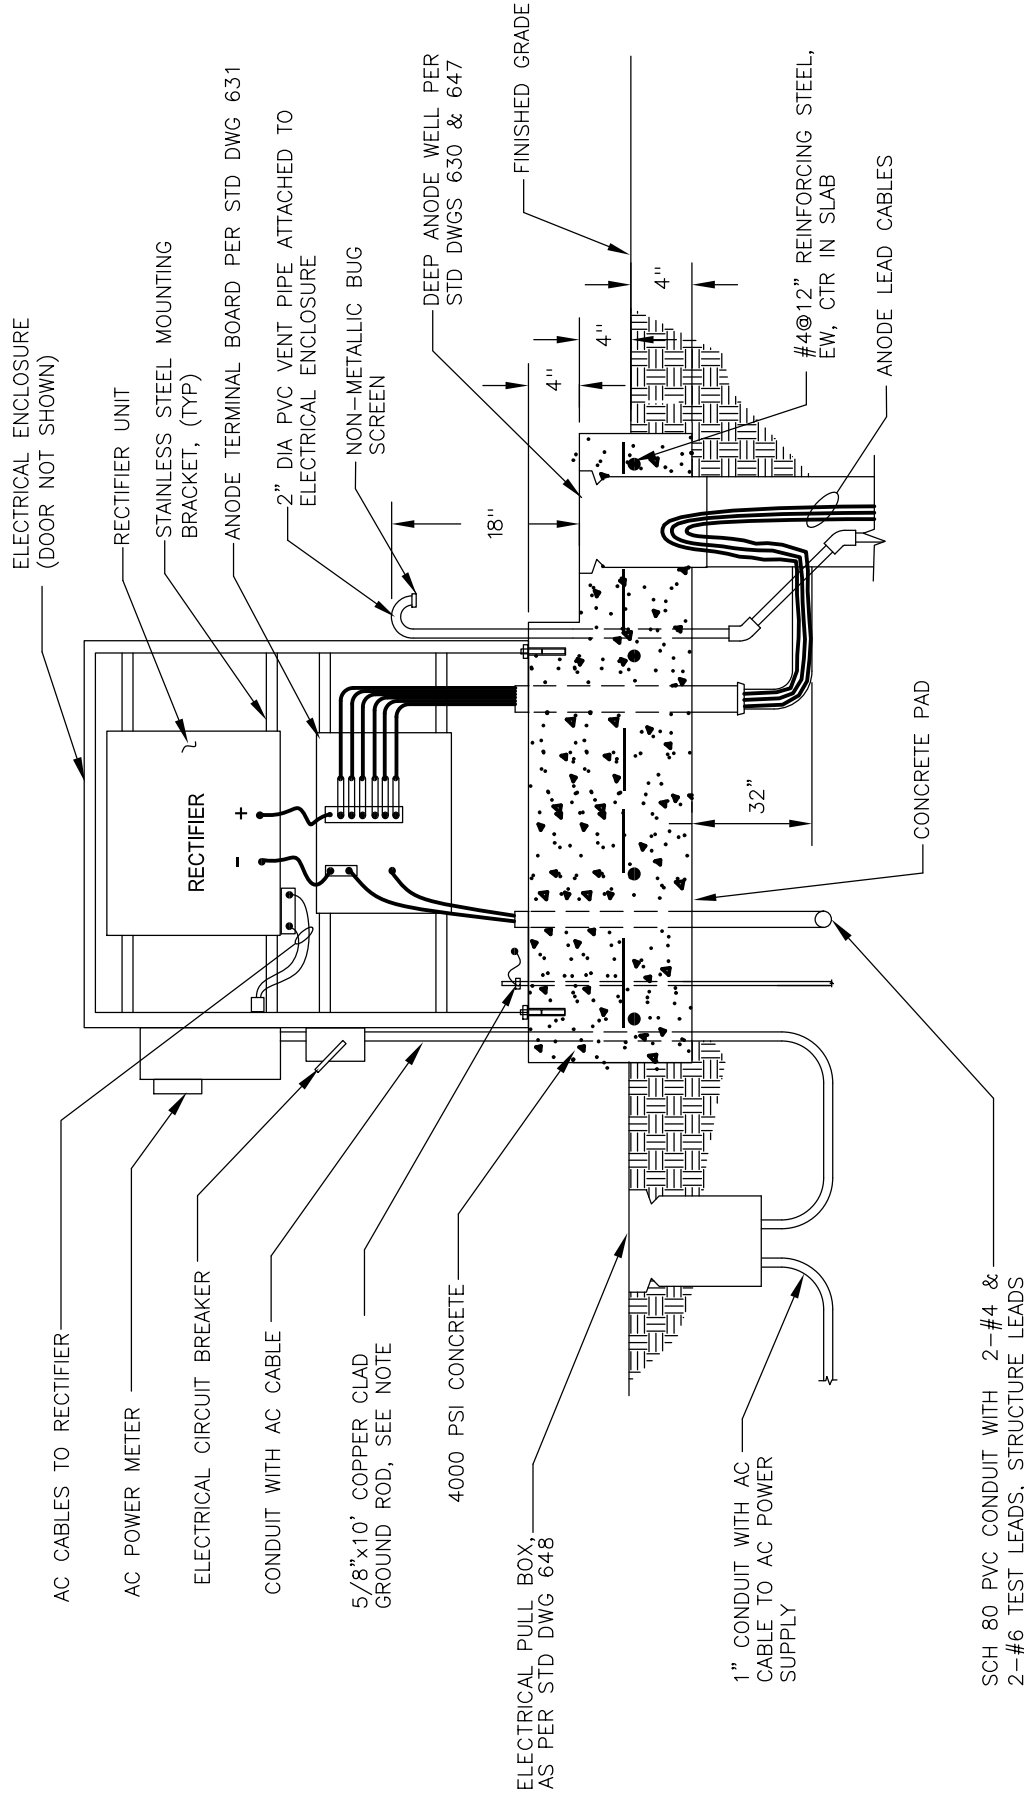 ELECTRICAL ENCLOSURE
(DOOR NOT SHOWN)
RECTIFIER UNIT
STAINLESS STEEL MOUNTING
BRACKET, (TYP)
ANODE TERMINAL BOARD PER STD DWG 631
2" DIA PVC VENT PIPE ATTACHED TO
ELECTRICAL ENCLOSURE
NON-METALLIC BUG
SCREEN
DEEP ANODE WELL PER
STD DWGS 630 & 647
FINISHED GRADE
#4@12" REINFORCING STEEL,
EW, CTR IN SLAB
ANODE LEAD CABLES
CONCRETE PAD
RECTIFIER
- +
18"
4"
4"
4"
32"
AC CABLES TO RECTIFIER
AC POWER METER
ELECTRICAL CIRCUIT BREAKER
CONDUIT WITH AC CABLE
5/8"x10' COPPER CLAD
GROUND ROD, SEE NOTE
4000 PSI CONCRETE
ELECTRICAL PULL BOX,
AS PER STD DWG 648
1" CONDUIT WITH AC
CABLE TO AC POWER
SUPPLY
SCH 80 PVC CONDUIT WITH 2-#4 &
2-#6 TEST LEADS, STRUCTURE LEADS